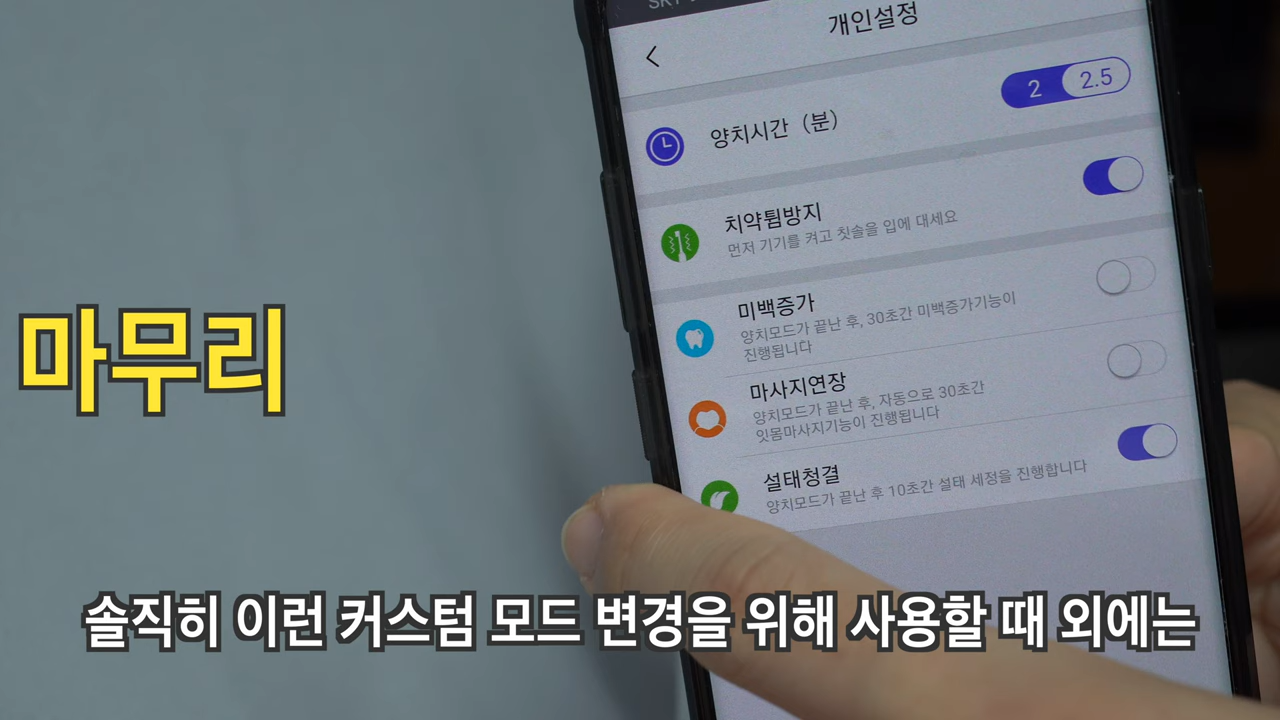 개인설정
양치시간 (분)
2 2.5
치약튐방지
먼저 기기를 켜고 칫솔을 입에 대세요
미백증가
양치모드가 끝난 후, 30초간 미백증가기능이
진행됩니다
마사지연장
양치모드가 끝난 후, 자동으로 30초간
잇몸마사지기능이 진행됩니다
설태청결
양치모드가 끝난 후 10초간 설태 세정을 진행합니다
마무리
솔직히 이런 커스텀 모드 변경을 위해 사용할 때 외에는